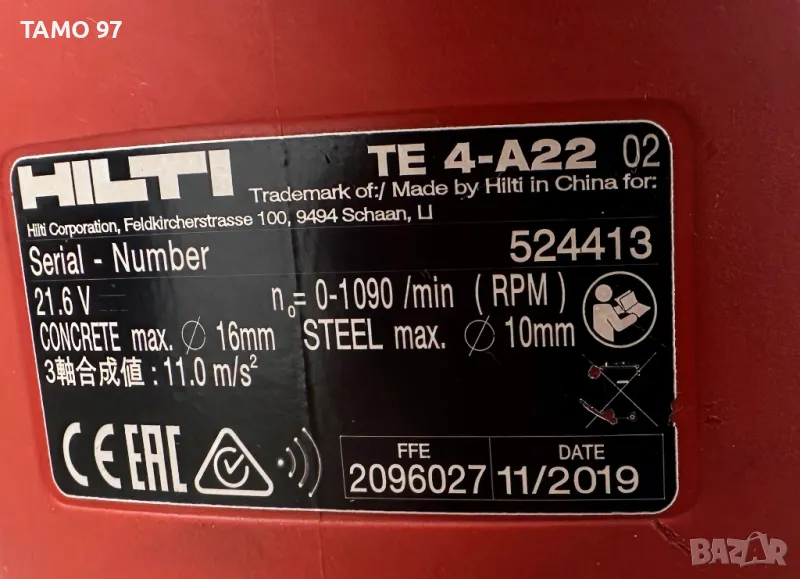 TAMO 97
HILTI TE 4-A22 02
Trademark of:/ Made by Hilti in China for:
Hilti Corporation, Feldkircherstrasse 100, 9494 Schaan, LI
Serial - Number 524413
21.6 V n₀= 0-1090 /min (RPM)
CONCRETE max. ∅ 16mm STEEL max. ∅ 10mm
3軸合成値 : 11.0 m/s²
CE EAC
FFE DATE
2096027 11/2019
BAZAR